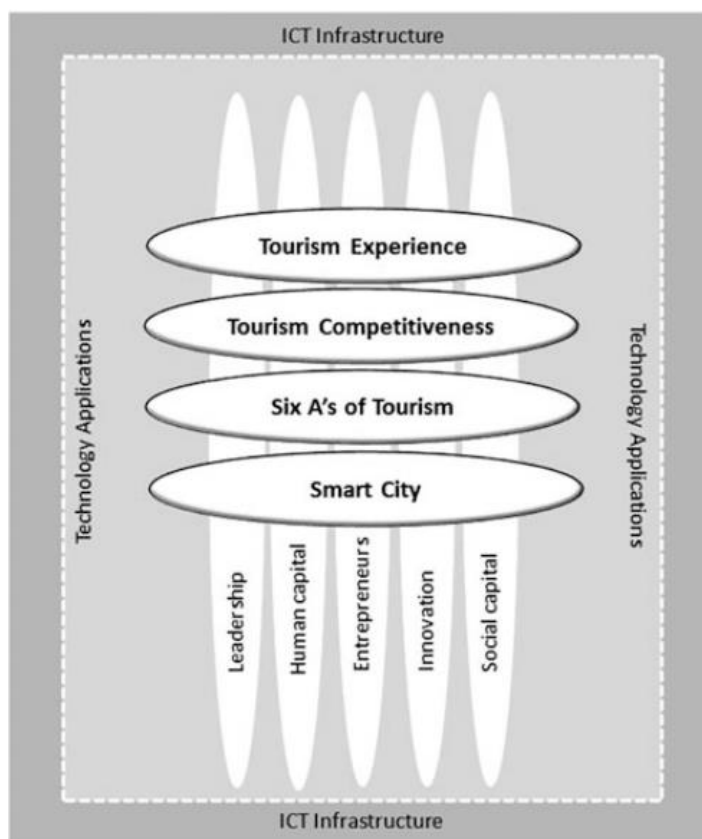 ICT Infrastructure
Tourism Experience
Tourism Competitiveness
Six A's of Tourism
Smart City
Technology Applications
Technology Applications
Leadership
Human capital
Entrepreneurs
Innovation
Social capital
ICT Infrastructure